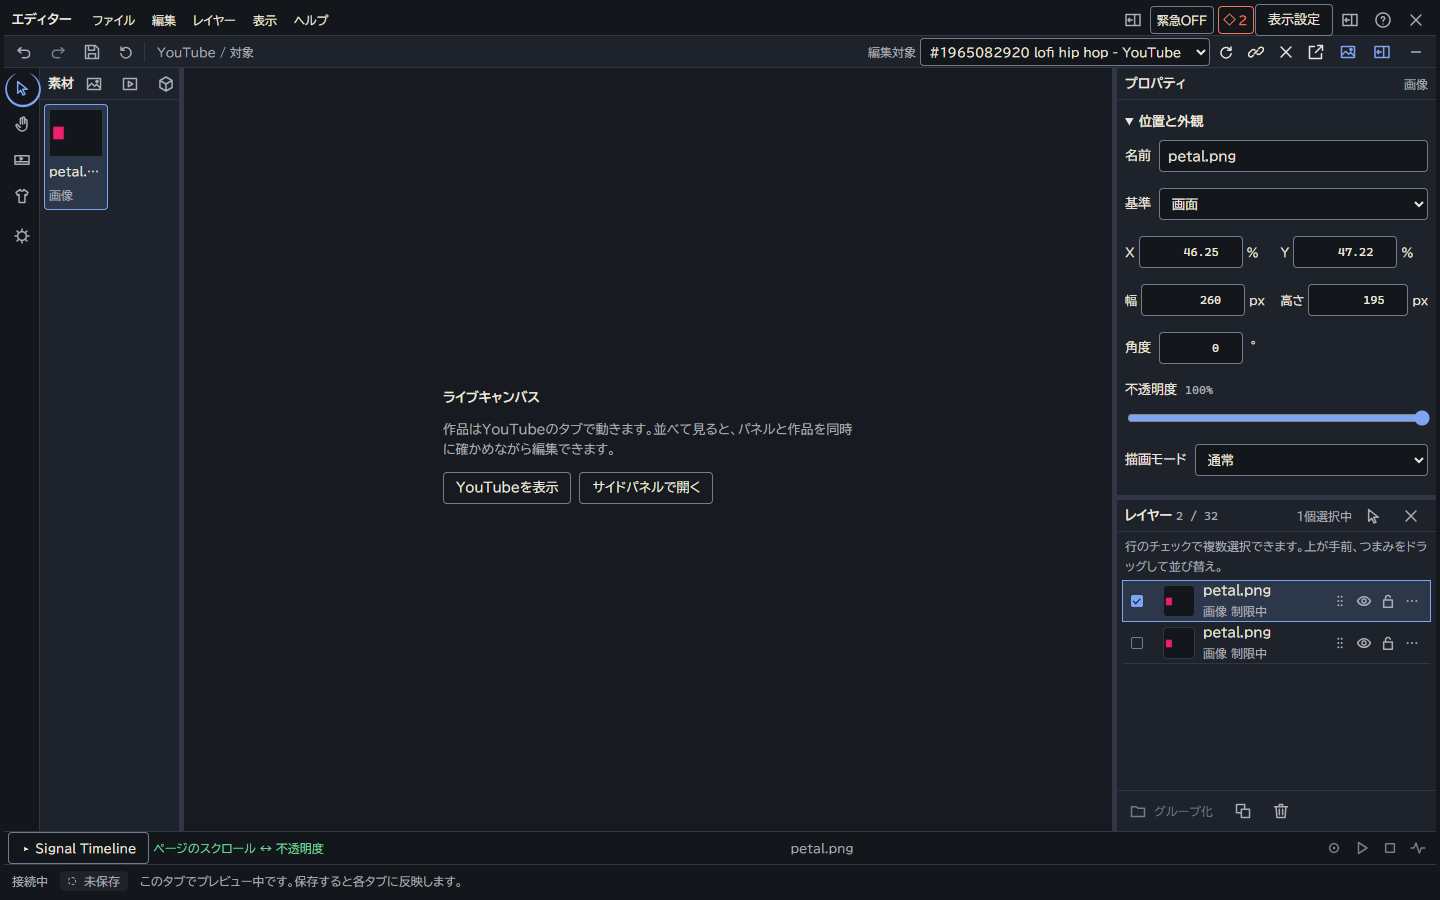 エディター ファイル 編集 レイヤー 表示 ヘルプ 緊急OFF 2 表示設定
YouTube / 対象 編集対象 #1965082920 lofi hip hop - YouTube
素材
petal.…
画像
ライブキャンバス
作品はYouTubeのタブで動きます。並べて見ると、パネルと作品を同時
に確かめながら編集できます。
YouTubeを表示 サイドパネルで開く
プロパティ 画像
▼ 位置と外観
名前 petal.png
基準 画面
X 46.25 % Y 47.22 %
幅 260 px 高さ 195 px
角度 0 °
不透明度 100%
描画モード 通常
レイヤー 2 / 32 1個選択中
行のチェックで複数選択できます。上が手前、つまみをドラ
ッグして並び替え。
petal.png
画像 制限中
petal.png
画像 制限中
グループ化
▸ Signal Timeline ページのスクロール ↔ 不透明度 petal.png
接続中 未保存 このタブでプレビュー中です。保存すると各タブに反映します。